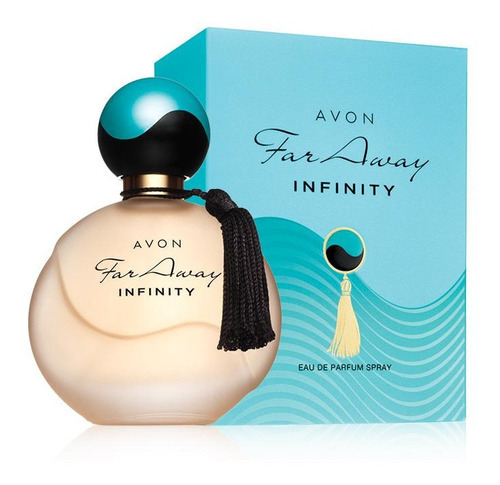 AVON
Far Away
INFINITY
AVON
Far Away
INFINITY
EAU DE PARFUM SPRAY